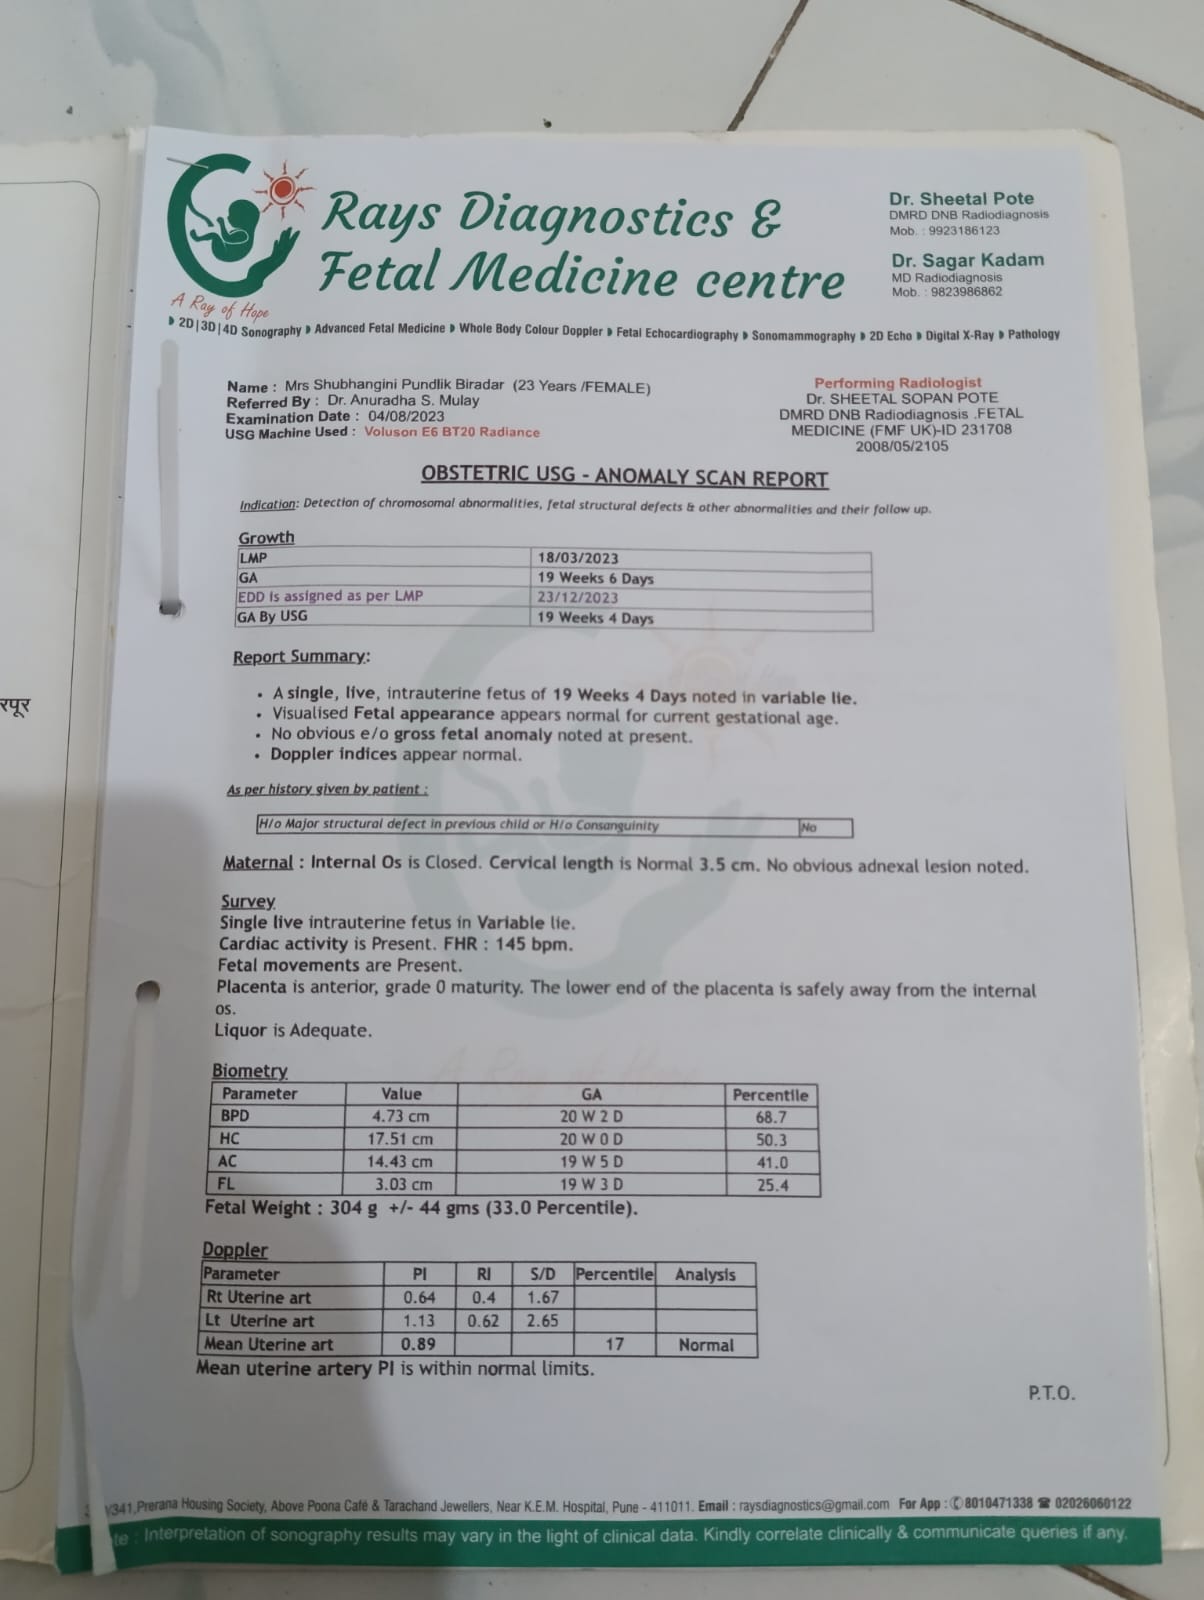 Rays Diagnostics &
Fetal Medicine centre
A Ray of Hope
Dr. Sheetal Pote
DMRD DNB Radiodiagnosis
Mob. : 9923186123
Dr. Sagar Kadam
MD Radiodiagnosis
Mob. : 9823986862
2D|3D|4D Sonography Advanced Fetal Medicine Whole Body Colour Doppler Fetal Echocardiography Sonomammography 2D Echo Digital X-Ray Pathology
Name : Mrs Shubhangini Pundlik Biradar (23 Years /FEMALE)
Referred By : Dr. Anuradha S. Mulay
Examination Date : 04/08/2023
USG Machine Used : Voluson E6 BT20 Radiance
Performing Radiologist
Dr. SHEETAL SOPAN POTE
DMRD DNB Radiodiagnosis .FETAL
MEDICINE (FMF UK)-ID 231708
2008/05/2105
OBSTETRIC USG - ANOMALY SCAN REPORT
Indication: Detection of chromosomal abnormalities, fetal structural defects & other abnormalities and their follow up.
Growth
LMP 18/03/2023
GA 19 Weeks 6 Days
EDD is assigned as per LMP 23/12/2023
GA By USG 19 Weeks 4 Days
Report Summary:
• A single, live, intrauterine fetus of 19 Weeks 4 Days noted in variable lie.
• Visualised Fetal appearance appears normal for current gestational age.
• No obvious e/o gross fetal anomaly noted at present.
• Doppler indices appear normal.
As per history given by patient :
H/o Major structural defect in previous child or H/o Consanguinity No
Maternal : Internal Os is Closed. Cervical length is Normal 3.5 cm. No obvious adnexal lesion noted.
Survey
Single live intrauterine fetus in Variable lie.
Cardiac activity is Present. FHR : 145 bpm.
Fetal movements are Present.
Placenta is anterior, grade 0 maturity. The lower end of the placenta is safely away from the internal
os.
Liquor is Adequate.
Biometry
Parameter Value GA Percentile
BPD 4.73 cm 20 W 2 D 68.7
HC 17.51 cm 20 W 0 D 50.3
AC 14.43 cm 19 W 5 D 41.0
FL 3.03 cm 19 W 3 D 25.4
Fetal Weight : 304 g +/- 44 gms (33.0 Percentile).
Doppler
Parameter PI RI S/D Percentile Analysis
Rt Uterine art 0.64 0.4 1.67
Lt Uterine art 1.13 0.62 2.65
Mean Uterine art 0.89 17 Normal
Mean uterine artery PI is within normal limits.
P.T.O.
Prerana Housing Society, Above Poona Café & Tarachand Jewellers, Near K.E.M. Hospital, Pune - 411011. Email : raysdiagnostics@gmail.com For App : 8010471338 02026060122
Interpretation of sonography results may vary in the light of clinical data. Kindly correlate clinically & communicate queries if any.